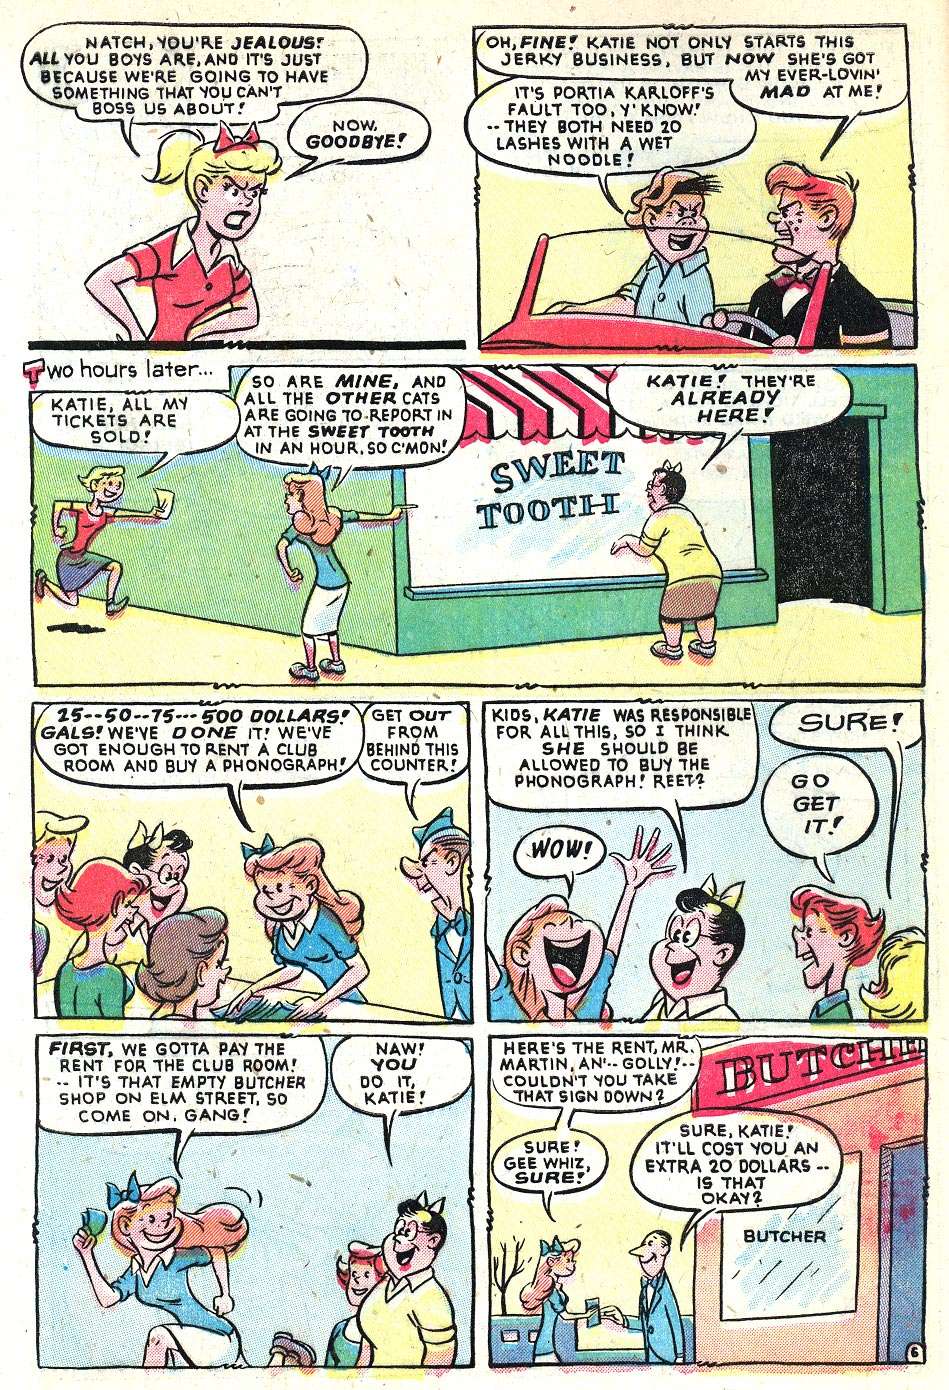 NATCH, YOU'RE JEALOUS!
ALL YOU BOYS ARE, AND IT'S JUST
BECAUSE WE'RE GOING TO HAVE
SOMETHING THAT YOU CAN'T
BOSS US ABOUT!
NOW,
GOODBYE!
OH, FINE! KATIE NOT ONLY STARTS THIS
JERKY BUSINESS, BUT NOW SHE'S GOT
MY EVER-LOVIN'
MAD AT ME!
IT'S PORTIA KARLOFF'S
FAULT TOO, Y'KNOW!
--THEY BOTH NEED 20
LASHES WITH A WET
NOODLE!
Two hours later...
KATIE, ALL MY
TICKETS ARE
SOLD!
SO ARE MINE, AND
ALL THE OTHER CATS
ARE GOING TO REPORT IN
AT THE SWEET TOOTH
IN AN HOUR, SO C'MON!
KATIE! THEY'RE
ALREADY
HERE!
SWEET
TOOTH
25--50--75---500 DOLLARS!
GALS! WE'VE DONE IT! WE'VE
GOT ENOUGH TO RENT A CLUB
ROOM AND BUY A PHONOGRAPH!
GET OUT
FROM
BEHIND THIS
COUNTER!
KIDS, KATIE WAS RESPONSIBLE
FOR ALL THIS, SO I THINK
SHE SHOULD BE
ALLOWED TO BUY THE
PHONOGRAPH! REET?
WOW!
SURE!
GO
GET
IT!
FIRST, WE GOTTA PAY THE
RENT FOR THE CLUB ROOM!
--IT'S THAT EMPTY BUTCHER
SHOP ON ELM STREET, SO
COME ON, GANG!
NAW!
YOU
DO IT,
KATIE!
HERE'S THE RENT, MR.
MARTIN, AN'--GOLLY!--
COULDN'T YOU TAKE
THAT SIGN DOWN?
SURE!
GEE WHIZ,
SURE!
SURE, KATIE!
IT'LL COST YOU AN
EXTRA 20 DOLLARS--
IS THAT
OKAY?
BUTCHER
BUTCHER
6